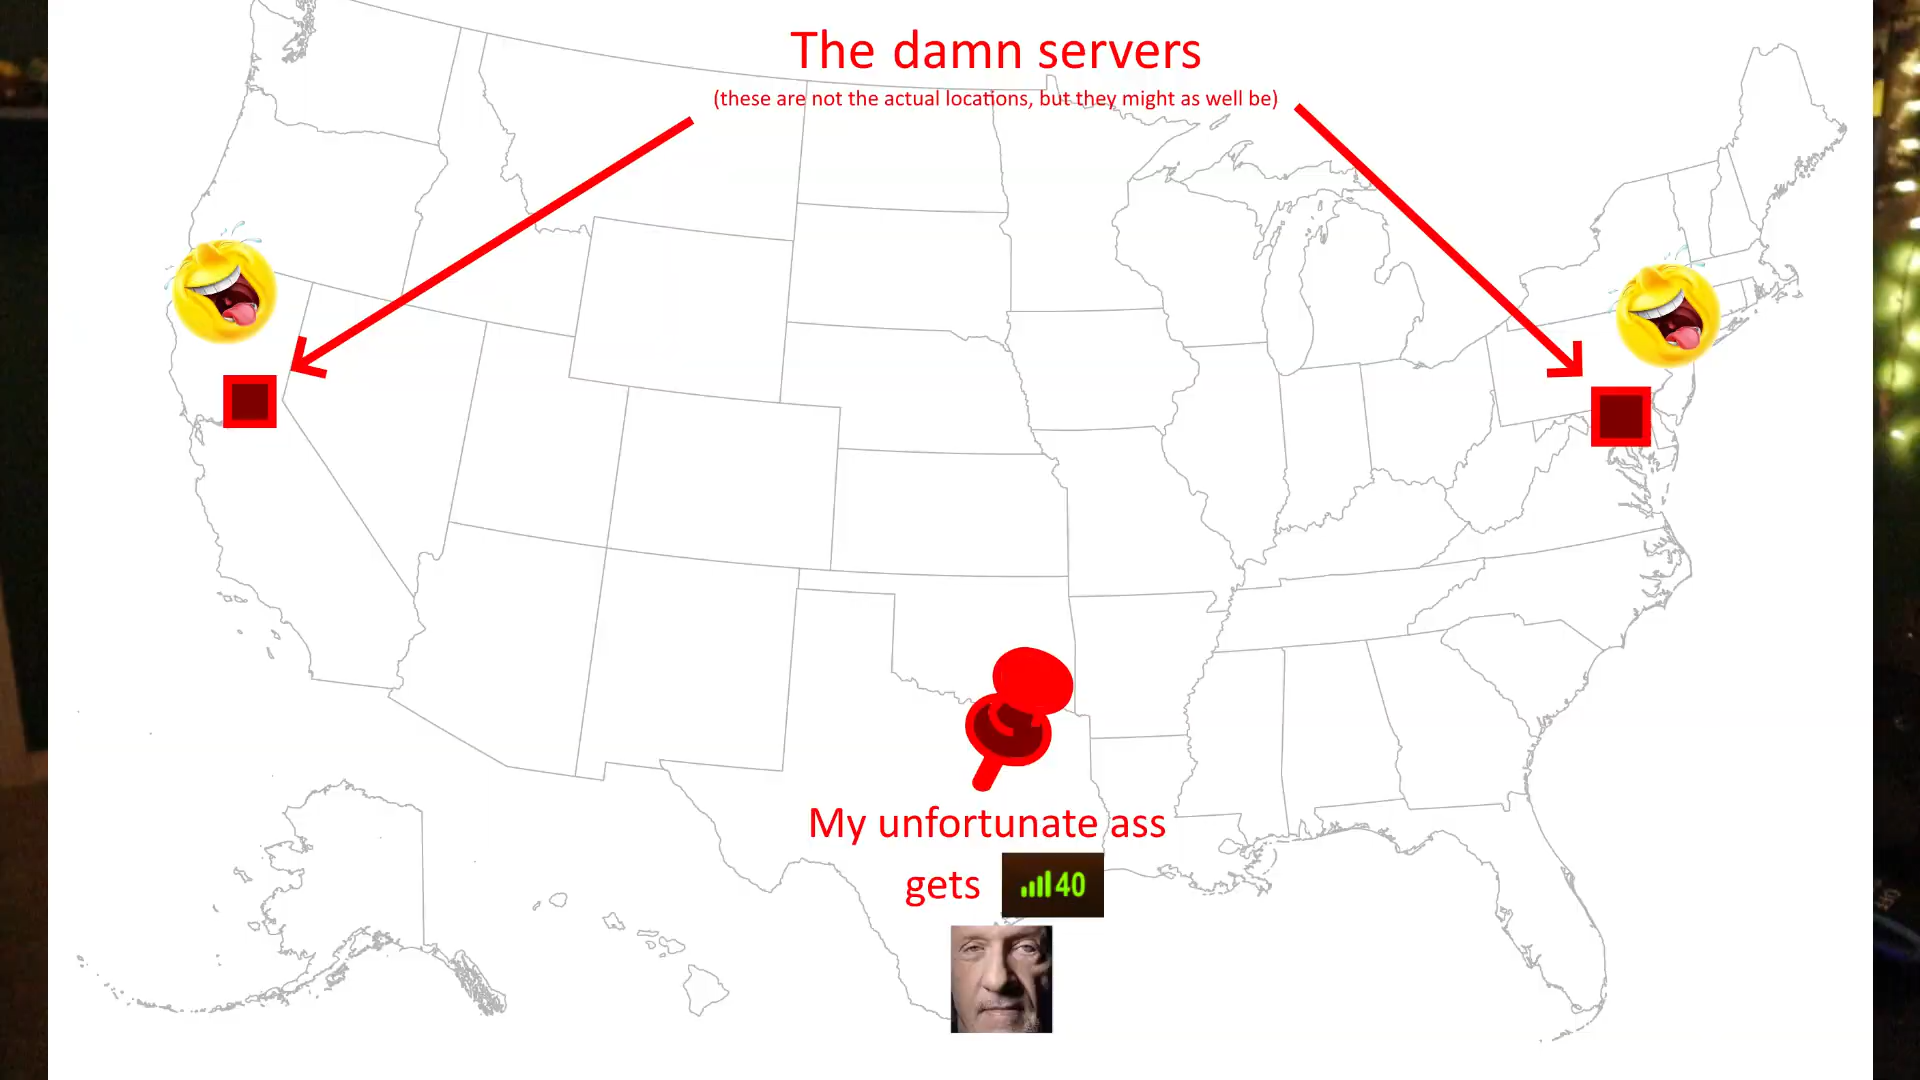 The damn servers
(these are not the actual locations, but they might as well be)
My unfortunate ass
gets 40